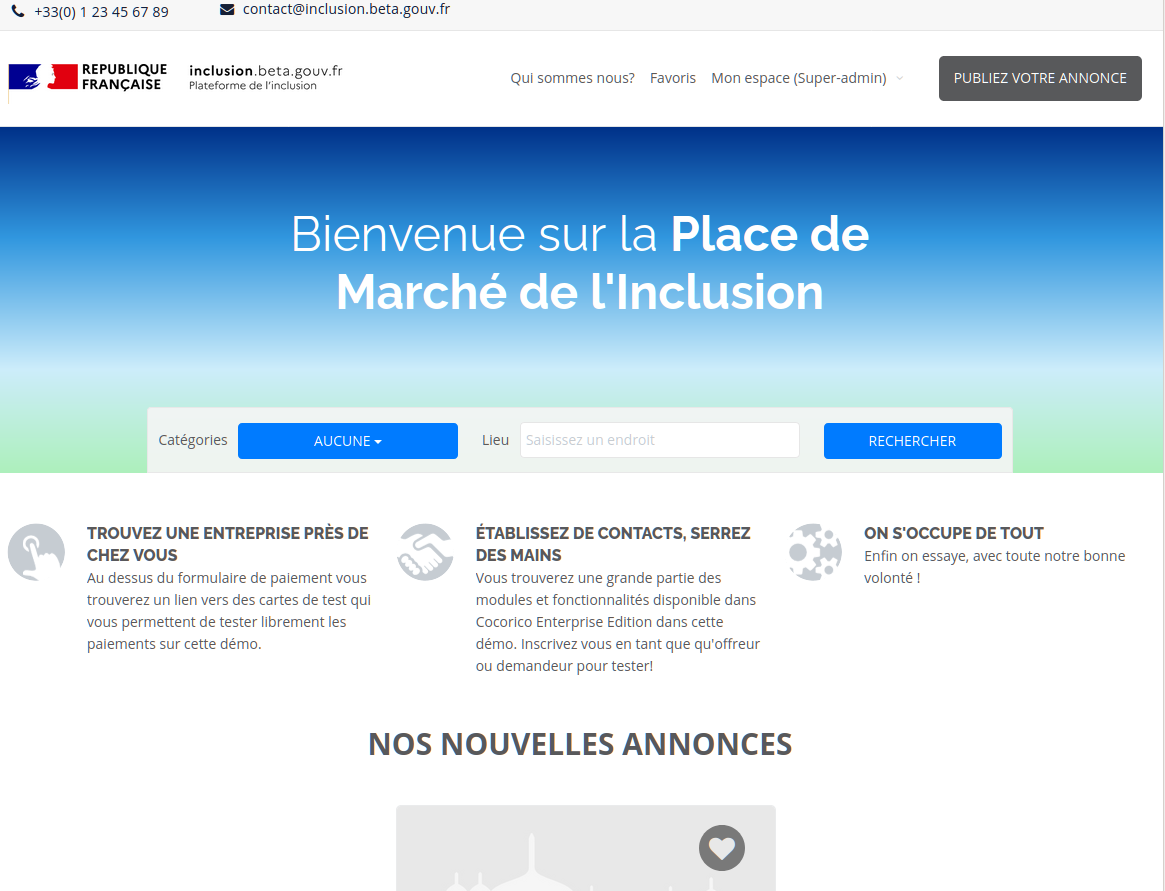 +33(0) 1 23 45 67 89
contact@inclusion.beta.gouv.fr
REPUBLIQUE
FRANÇAISE
inclusion.beta.gouv.fr
Plateforme de l'inclusion
Qui sommes nous?
Favoris
Mon espace (Super-admin)
PUBLIEZ VOTRE ANNONCE
Bienvenue sur la Place de
Marché de l'Inclusion
Catégories
AUCUNE
Lieu
Saisissez un endroit
RECHERCHER
TROUVEZ UNE ENTREPRISE PRÈS DE
CHEZ VOUS
Au dessus du formulaire de paiement vous
trouverez un lien vers des cartes de test qui
vous permettent de tester librement les
paiements sur cette démo.
ÉTABLISSEZ DE CONTACTS, SERREZ
DES MAINS
Vous trouverez une grande partie des
modules et fonctionnalités disponible dans
Cocorico Enterprise Edition dans cette
démo. Inscrivez vous en tant que qu'offreur
ou demandeur pour tester!
ON S'OCCUPE DE TOUT
Enfin on essaye, avec toute notre bonne
volonté !
NOS NOUVELLES ANNONCES